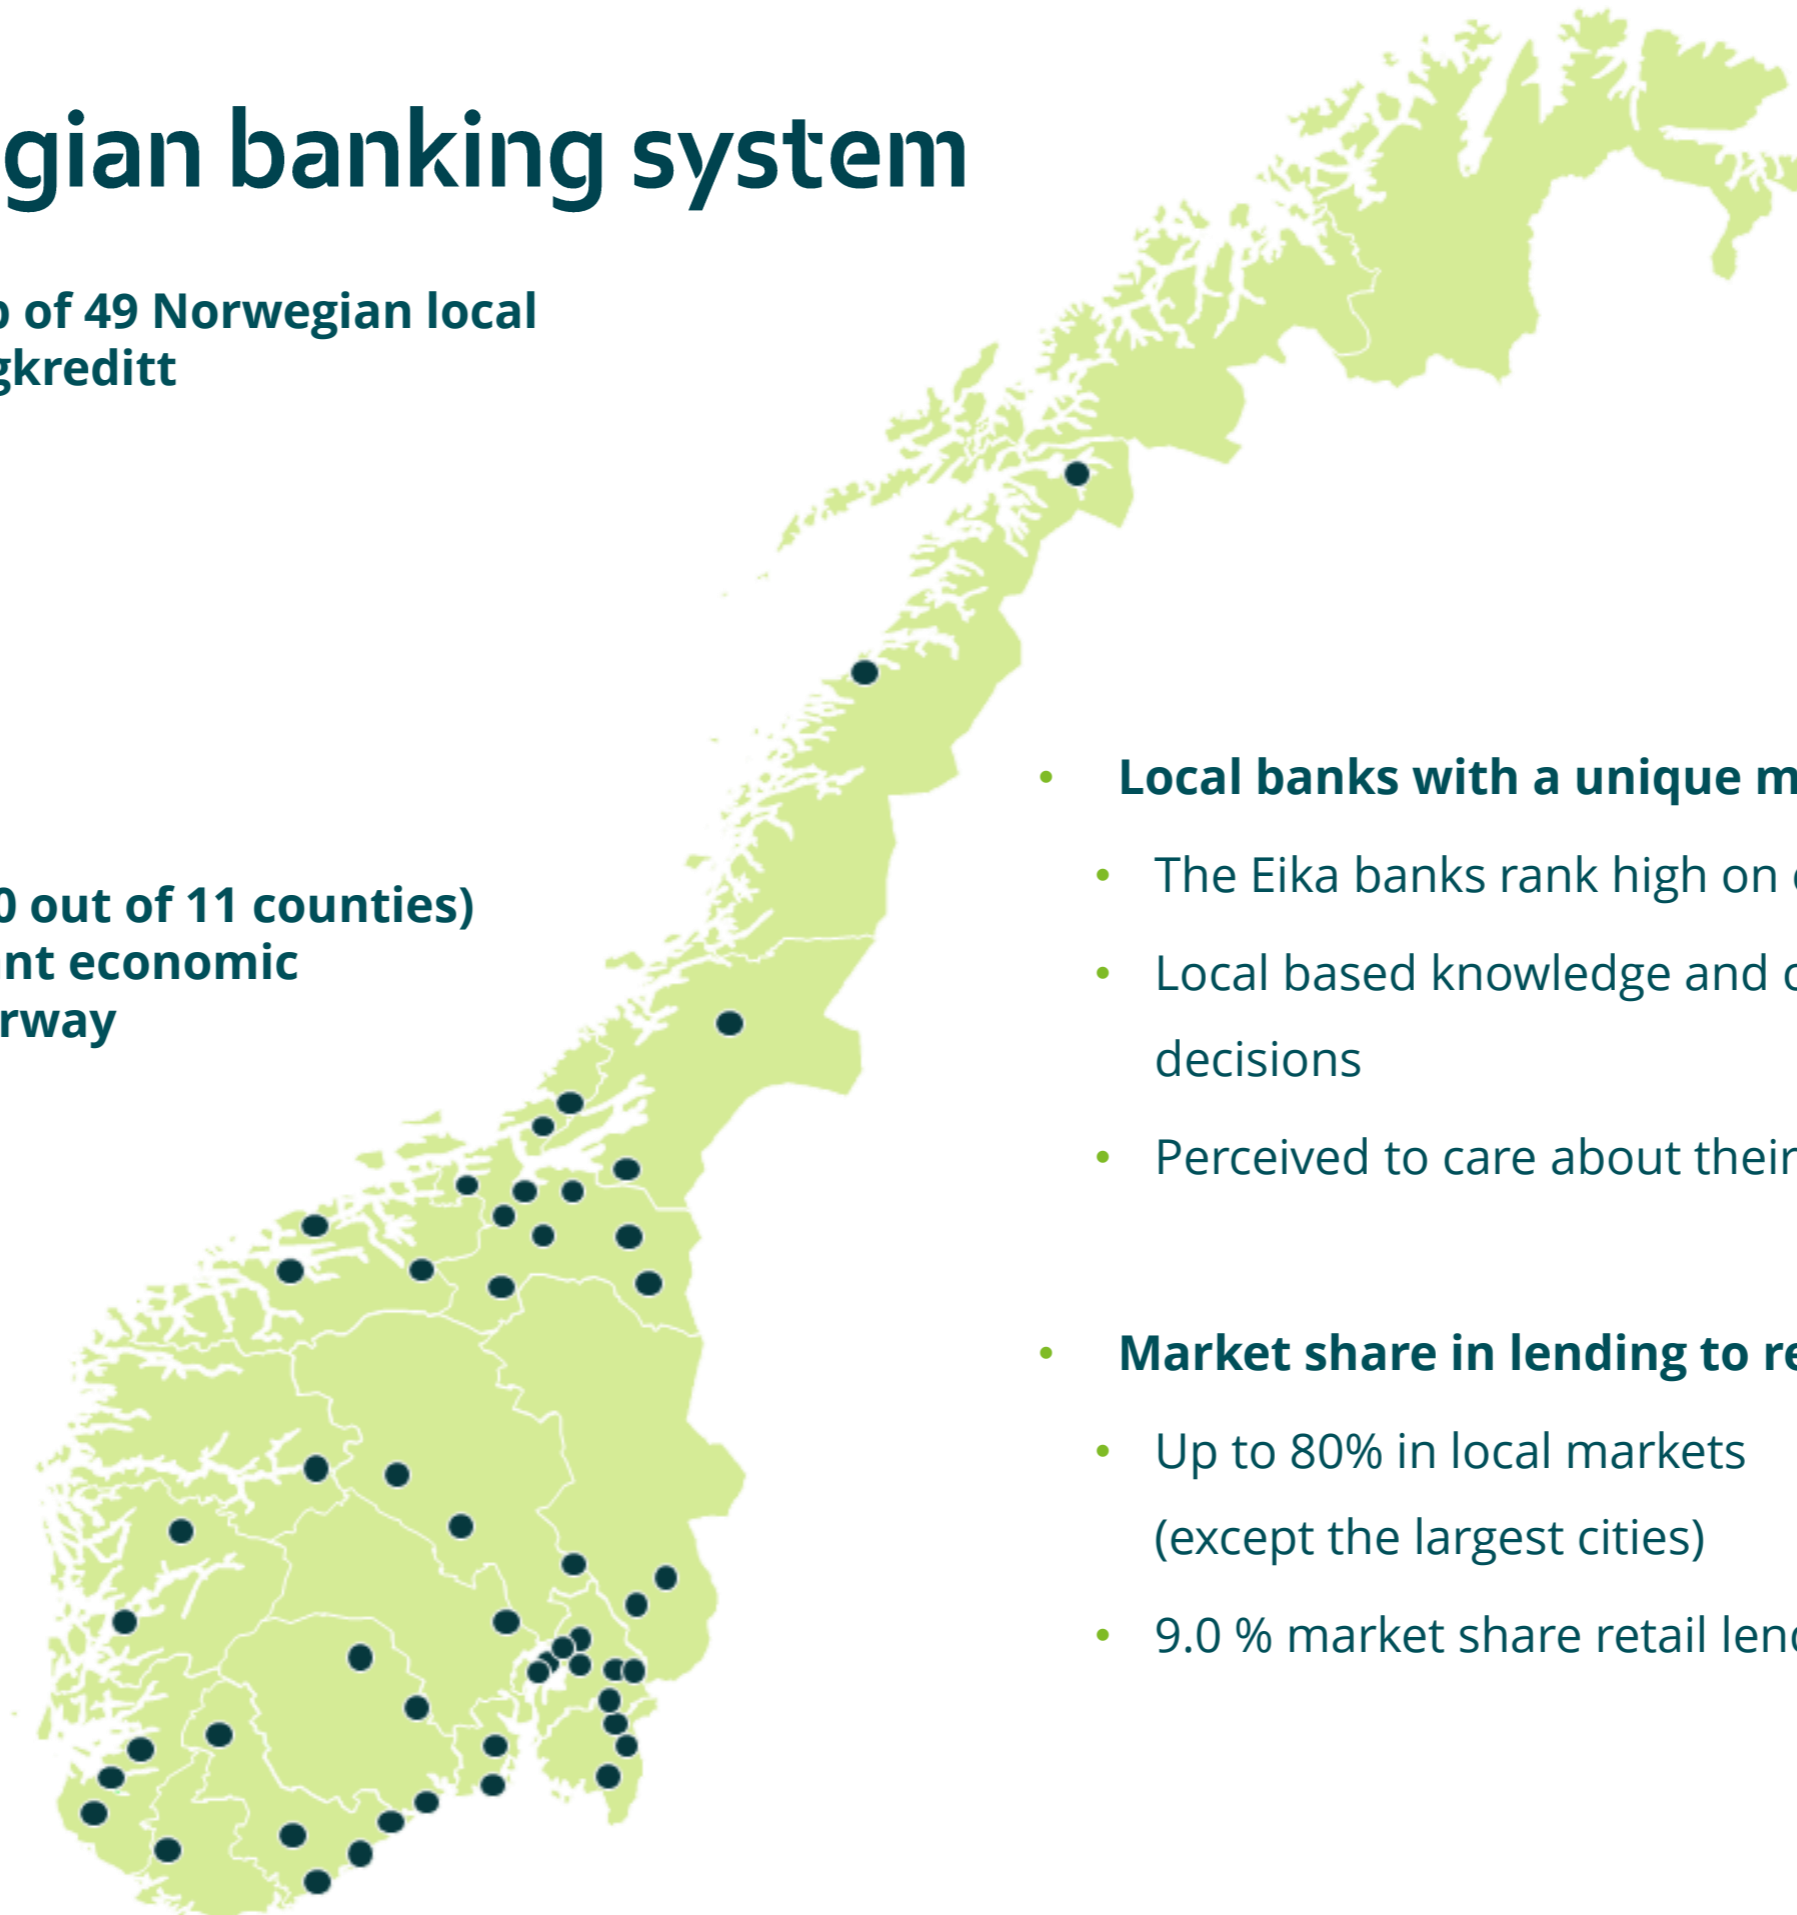 gian banking system
of 49 Norwegian local
gkreditt
0 out of 11 counties)
nt economic
rway
• Local banks with a unique m
• The Eika banks rank high on
• Local based knowledge and
decisions
• Perceived to care about their
• Market share in lending to re
• Up to 80% in local markets
(except the largest cities)
• 9.0 % market share retail lend